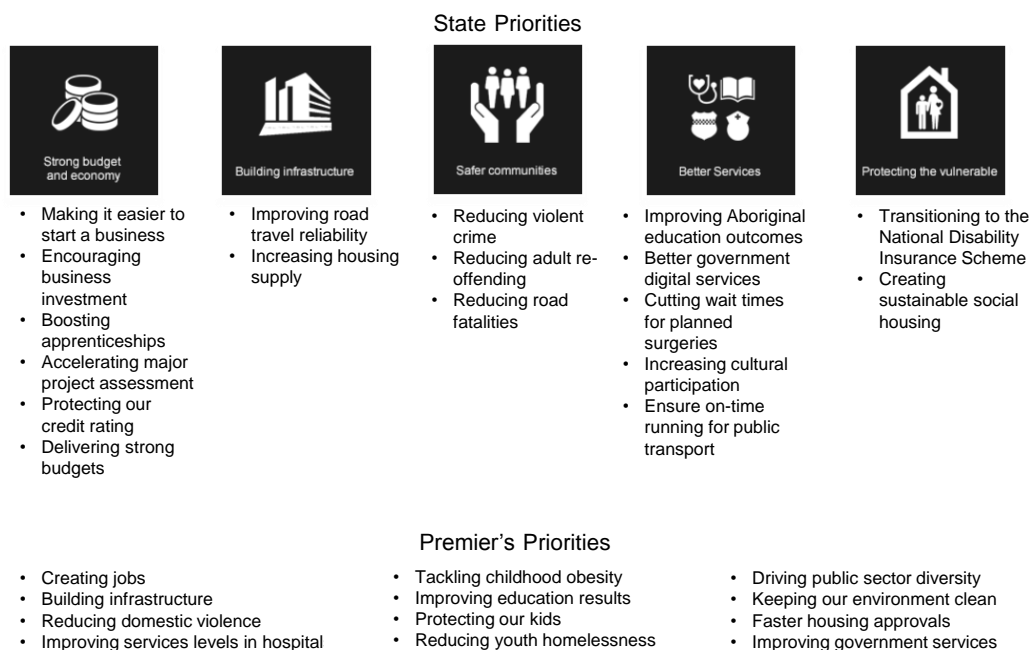 State Priorities
Strong budget
and economy
Building infrastructure
Safer communities
Better Services
Protecting the vulnerable
• Making it easier to
start a business
• Encouraging
business
investment
• Boosting
apprenticeships
• Accelerating major
project assessment
• Protecting our
credit rating
• Delivering strong
budgets
• Improving road
travel reliability
• Increasing housing
supply
• Reducing violent
crime
• Reducing adult re-
offending
• Reducing road
fatalities
• Improving Aboriginal
education outcomes
• Better government
digital services
• Cutting wait times
for planned
surgeries
• Increasing cultural
participation
• Ensure on-time
running for public
transport
• Transitioning to the
National Disability
Insurance Scheme
• Creating
sustainable social
housing
Premier's Priorities
• Creating jobs
• Building infrastructure
• Reducing domestic violence
• Improving services levels in hospital
• Tackling childhood obesity
• Improving education results
• Protecting our kids
• Reducing youth homelessness
• Driving public sector diversity
• Keeping our environment clean
• Faster housing approvals
• Improving government services